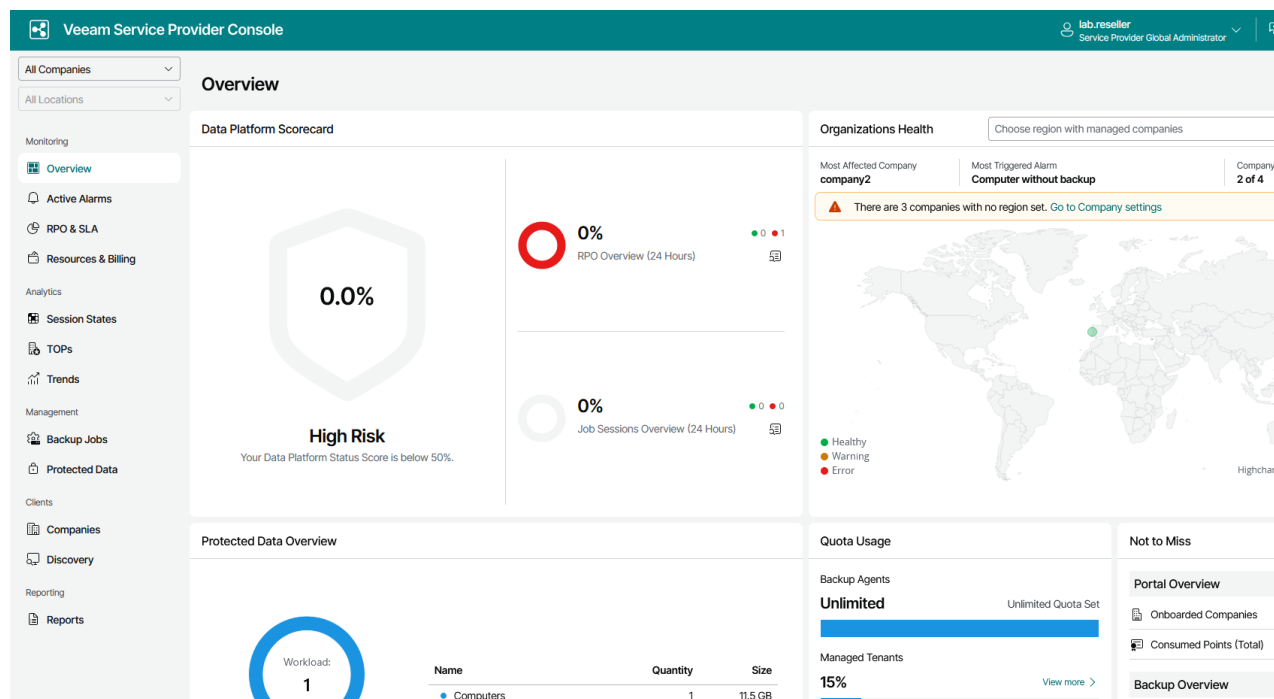 Veeam Service Provider Console
lab.reseller
Service Provider Global Administrator
All Companies
All Locations
Monitoring
Overview
Active Alarms
RPO & SLA
Resources & Billing
Analytics
Session States
TOPs
Trends
Management
Backup Jobs
Protected Data
Clients
Companies
Discovery
Reporting
Reports
Overview
Data Platform Scorecard
0.0%
High Risk
Your Data Platform Status Score is below 50%.
0%
0 1
RPO Overview (24 Hours)
0%
0 0
Job Sessions Overview (24 Hours)
Organizations Health
Choose region with managed companies
Most Affected Company
company2
Most Triggered Alarm
Computer without backup
Company
2 of 4
There are 3 companies with no region set. Go to Company settings
Healthy
Warning
Error
Highchar
Protected Data Overview
Workload:
1
Name Quantity Size
Computers 1 11.5 GB
Quota Usage
Backup Agents
Unlimited Unlimited Quota Set
Managed Tenants
15% View more
Not to Miss
Portal Overview
Onboarded Companies
Consumed Points (Total)
Backup Overview